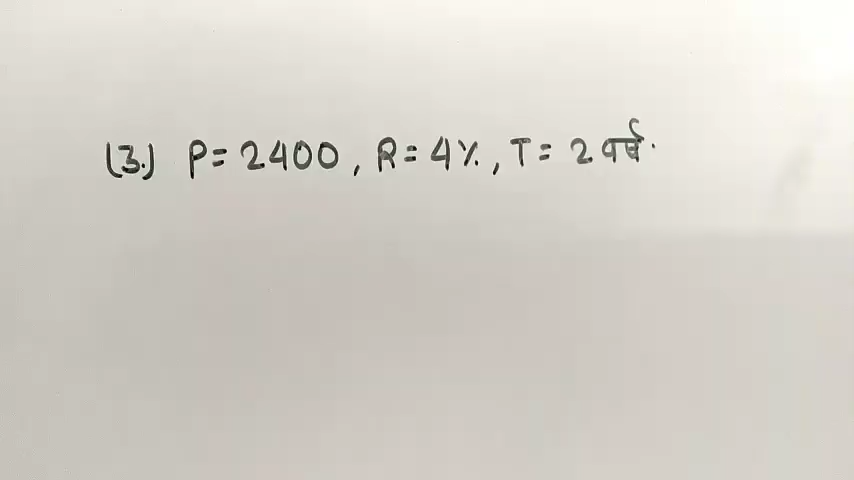 (3.) P = 2400, R = 4%, T = 2 वर्ष.